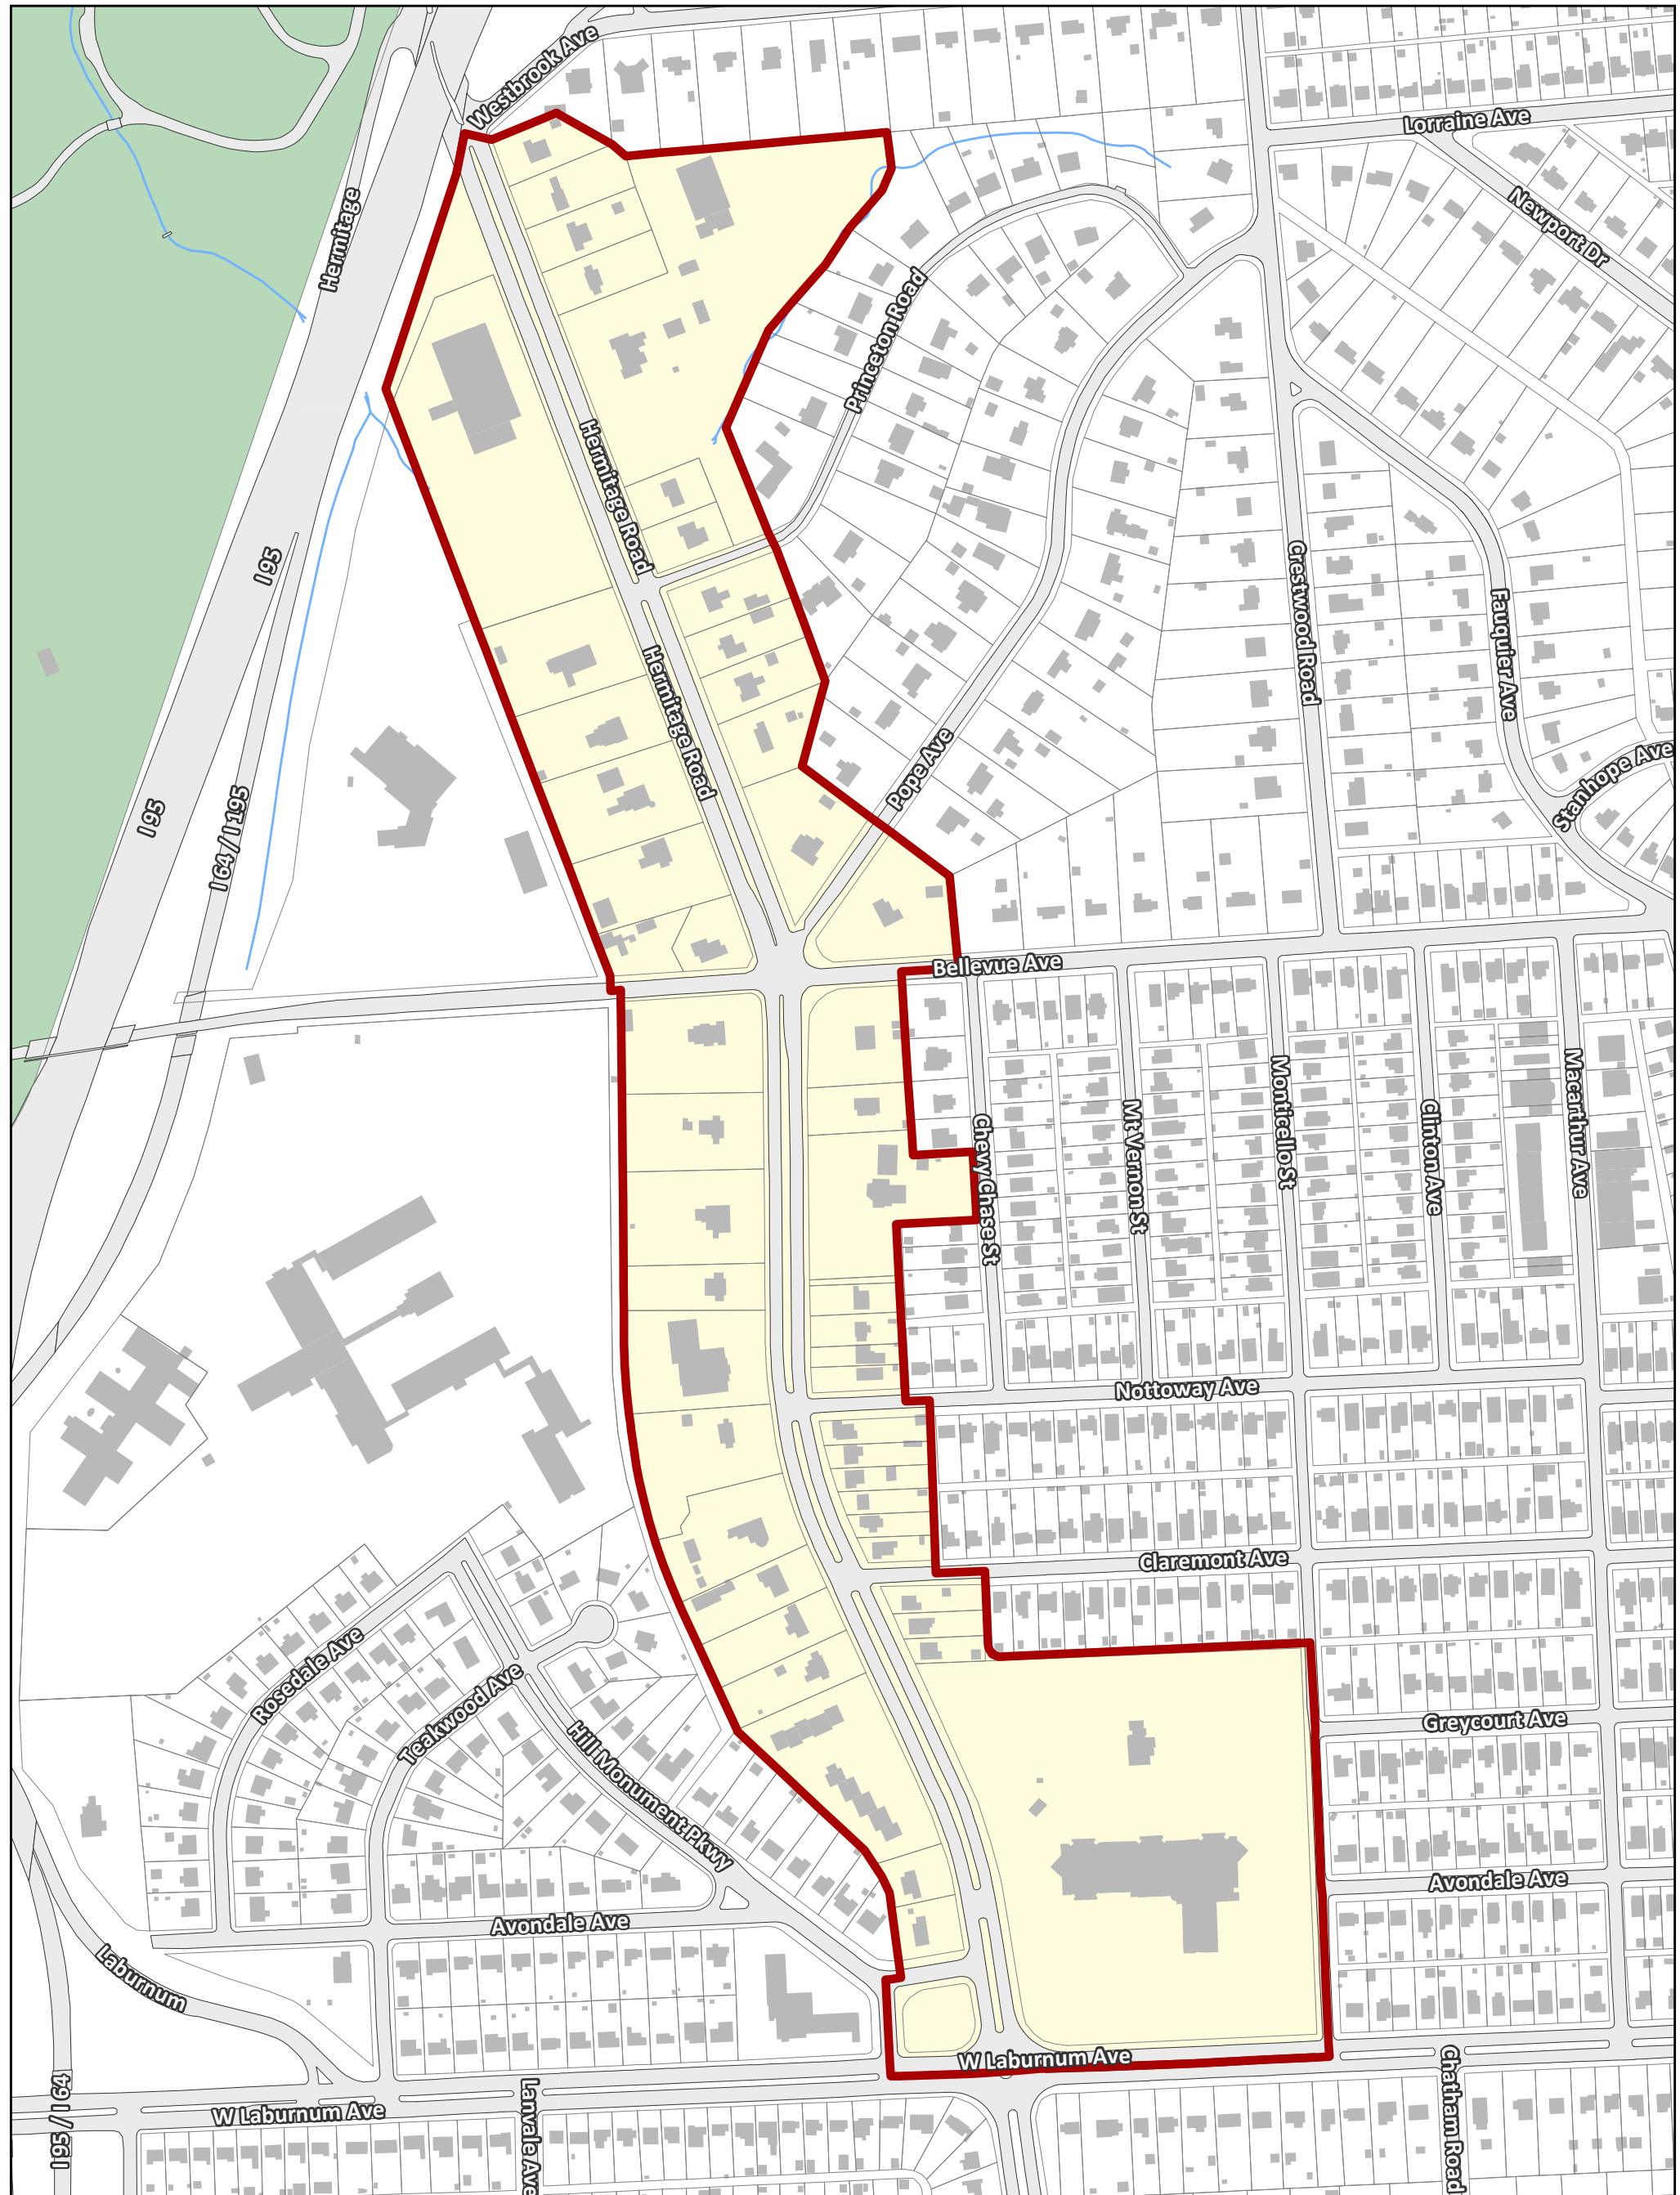 Westbrook Ave
Lorraine Ave
Newport Dr
Hermitage
Princeton Road
Hermitage Road
I 95
Crestwood Road
Fauquier Ave
Hermitage Road
Pope Ave
Stanhope Ave
I 95
I 64 / I 195
Bellevue Ave
Chevy Chase St
Mt Vernon St
Monticello St
Clinton Ave
Macarthur Ave
Nottoway Ave
Claremont Ave
Rosedale Ave
Teakwood Ave
Hill Monument Pkwy
Greycourt Ave
Avondale Ave
Avondale Ave
Laburnum
W Laburnum Ave
W Laburnum Ave
I 95 / I 64
Lanvale Ave
Chatham Road